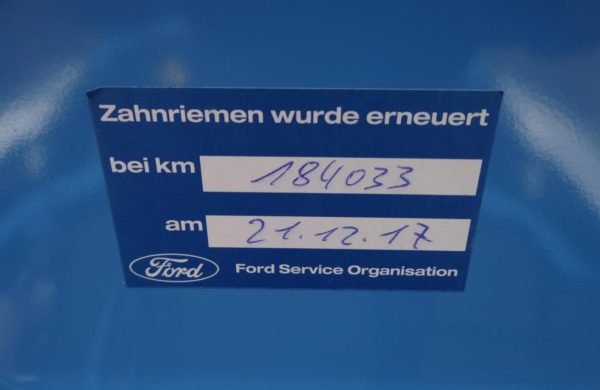 Zahnriemen wurde erneuert
bei km 184033
am 21.12.17
Ford Ford Service Organisation